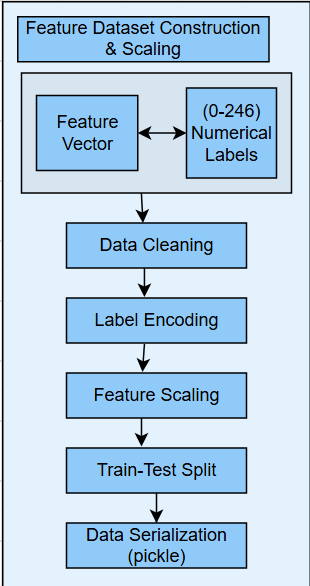 Feature Dataset Construction
& Scaling
Feature
Vector
(0-246)
Numerical
Labels
Data Cleaning
Label Encoding
Feature Scaling
Train-Test Split
Data Serialization
(pickle)